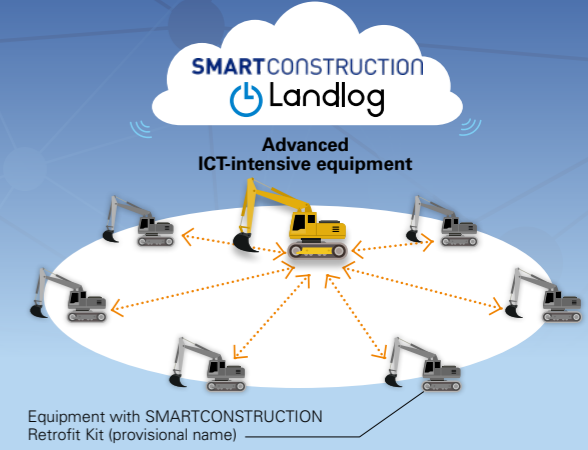 SMARTCONSTRUCTION
Landlog
Advanced
ICT-intensive equipment
Equipment with SMARTCONSTRUCTION
Retrofit Kit (provisional name)